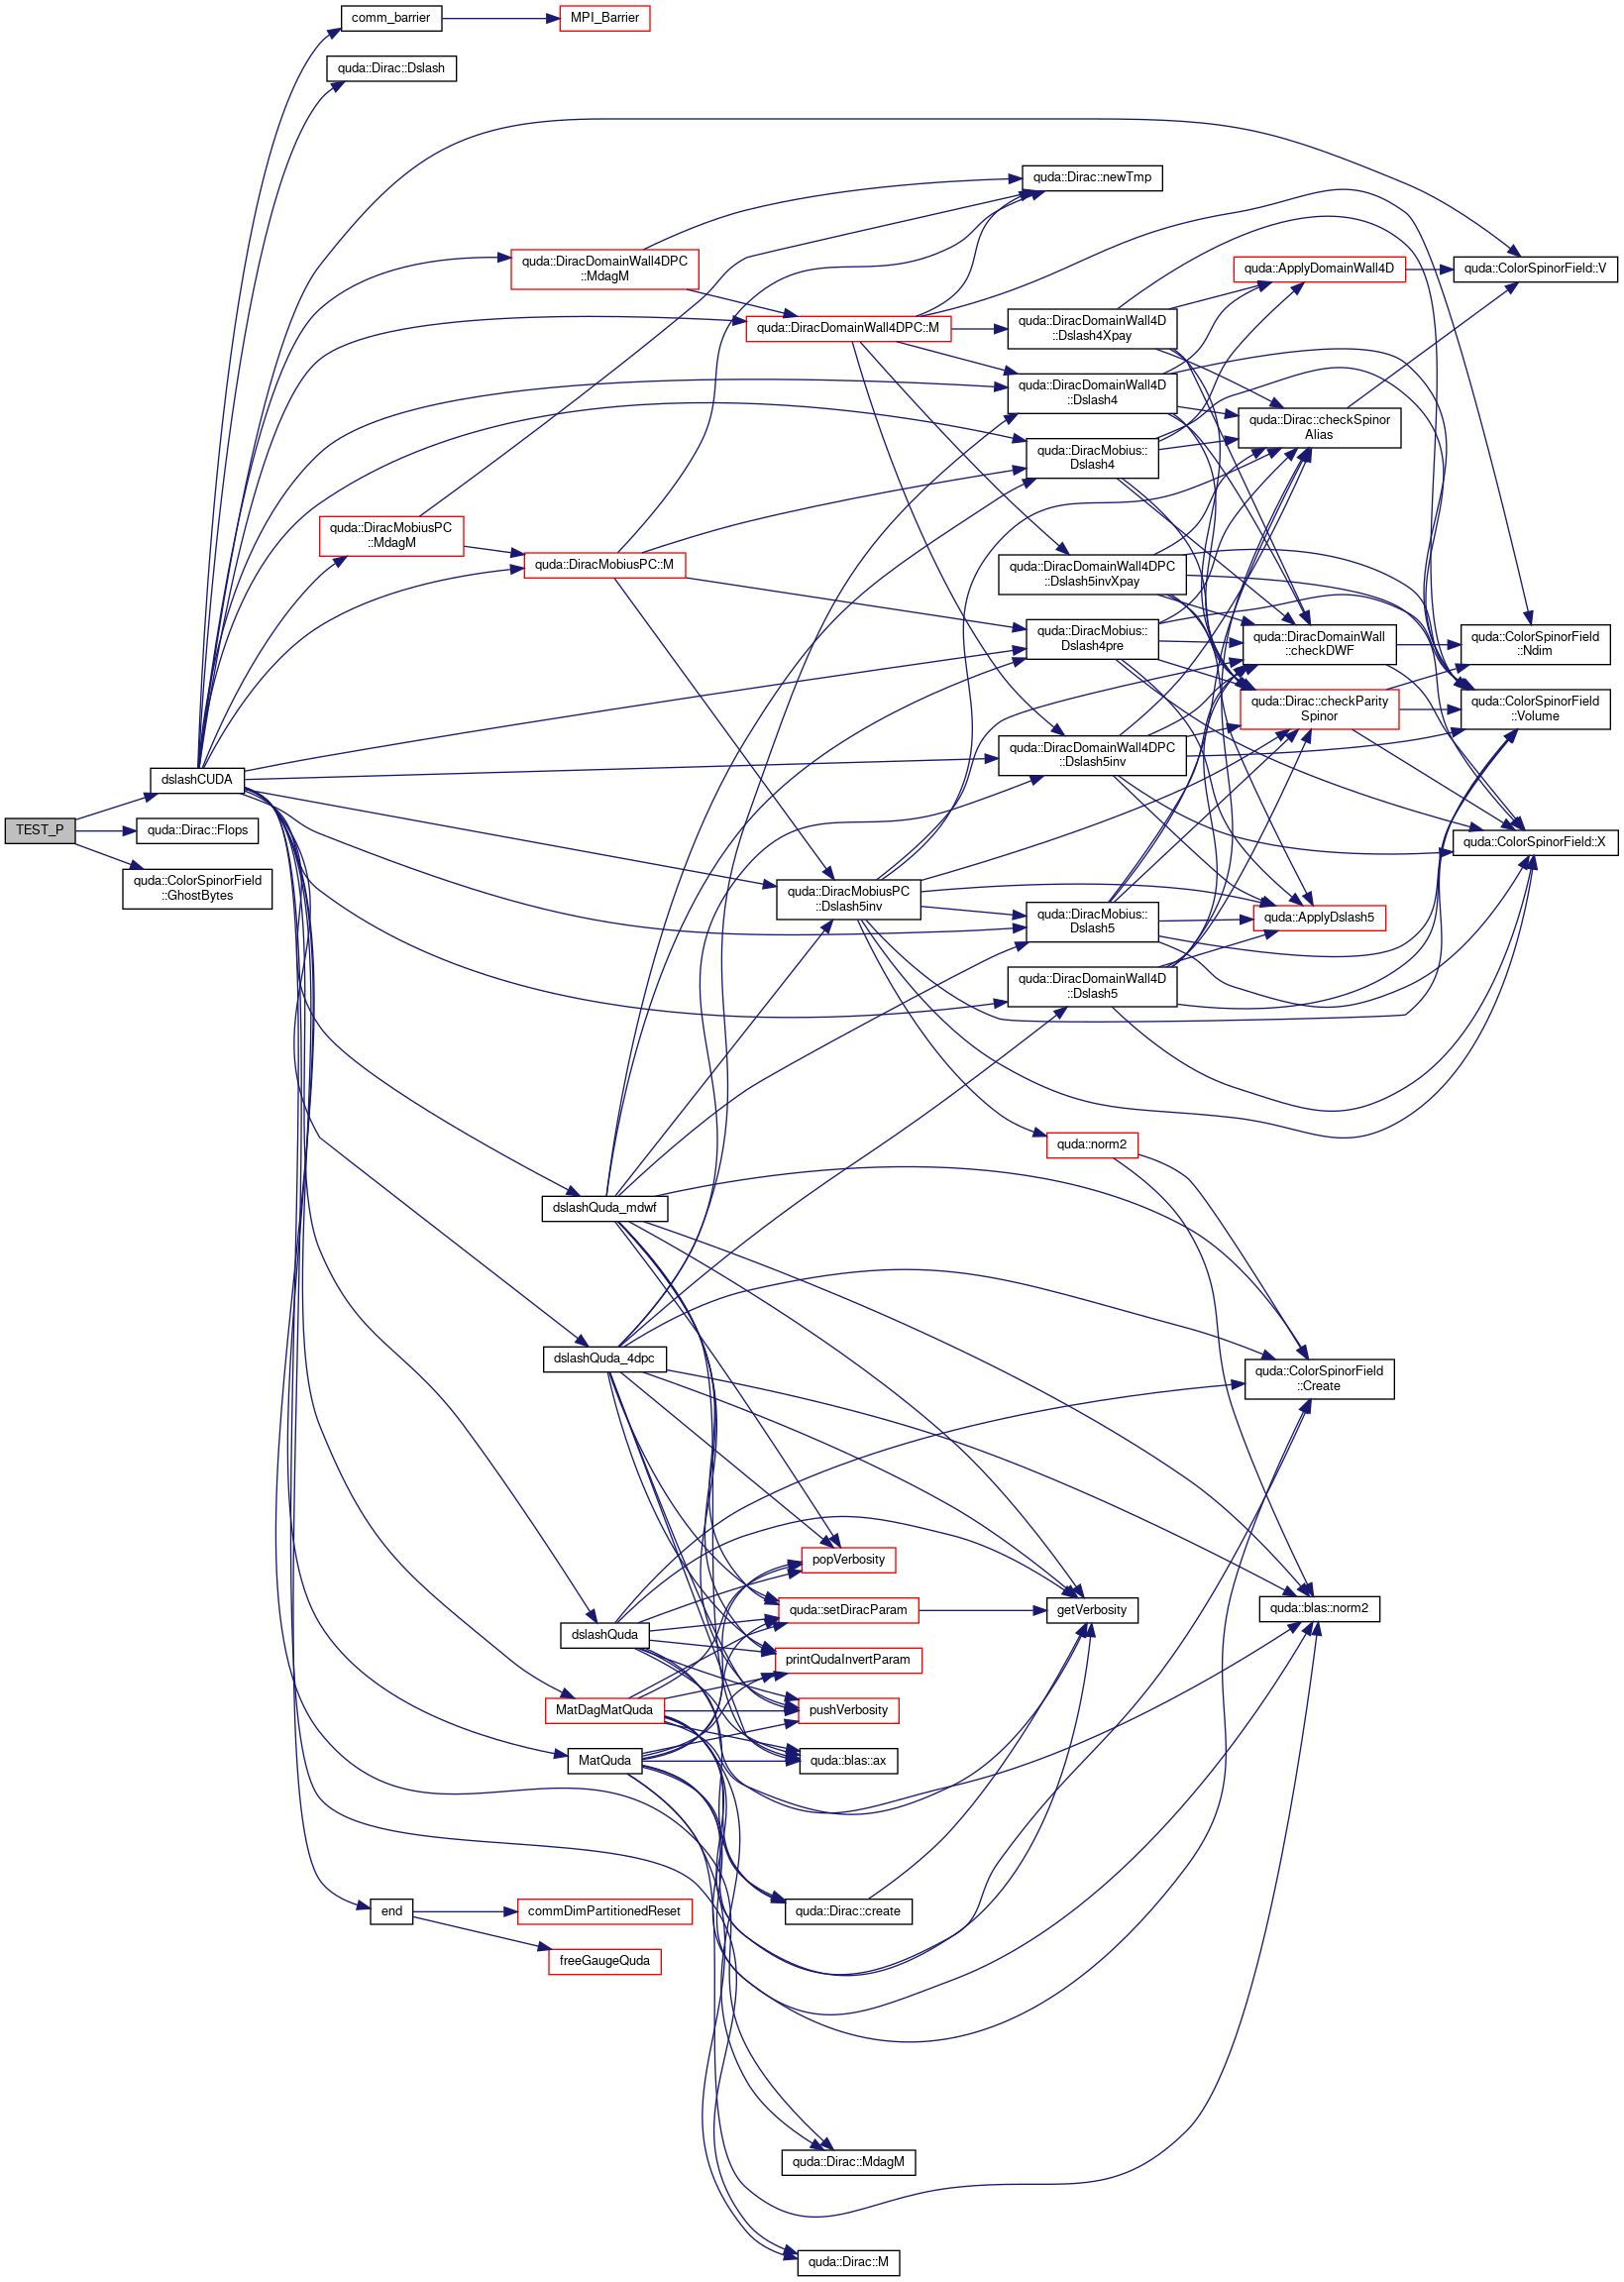 comm_barrier
MPI_Barrier
quda::Dirac::Dslash
quda::Dirac::newTmp
quda::DiracDomainWall4DPC
::MdagM
quda::ApplyDomainWall4D
quda::ColorSpinorField::V
quda::DiracDomainWall4DPC::M
quda::DiracDomainWall4D
::Dslash4Xpay
quda::DiracDomainWall4D
::Dslash4
quda::Dirac::checkSpinor
Alias
quda::DiracMobius::
Dslash4
quda::DiracMobiusPC
::MdagM
quda::DiracMobiusPC::M
quda::DiracDomainWall4DPC
::Dslash5invXpay
quda::DiracMobius::
Dslash4pre
quda::DiracDomainWall
::checkDWF
quda::ColorSpinorField
::Ndim
quda::Dirac::checkParity
Spinor
quda::ColorSpinorField
::Volume
quda::DiracDomainWall4DPC
::Dslash5inv
dslashCUDA
TEST_P
quda::Dirac::Flops
quda::ColorSpinorField::X
quda::ColorSpinorField
::GhostBytes
quda::DiracMobiusPC
::Dslash5inv
quda::DiracMobius::
Dslash5
quda::ApplyDslash5
quda::DiracDomainWall4D
::Dslash5
quda::norm2
dslashQuda_mdwf
dslashQuda_4dpc
quda::ColorSpinorField
::Create
popVerbosity
quda::setDiracParam
getVerbosity
quda::blas::norm2
dslashQuda
printQudaInvertParam
MatDagMatQuda
pushVerbosity
MatQuda
quda::blas::ax
end
commDimPartitionedReset
quda::Dirac::create
freeGaugeQuda
quda::Dirac::MdagM
quda::Dirac::M